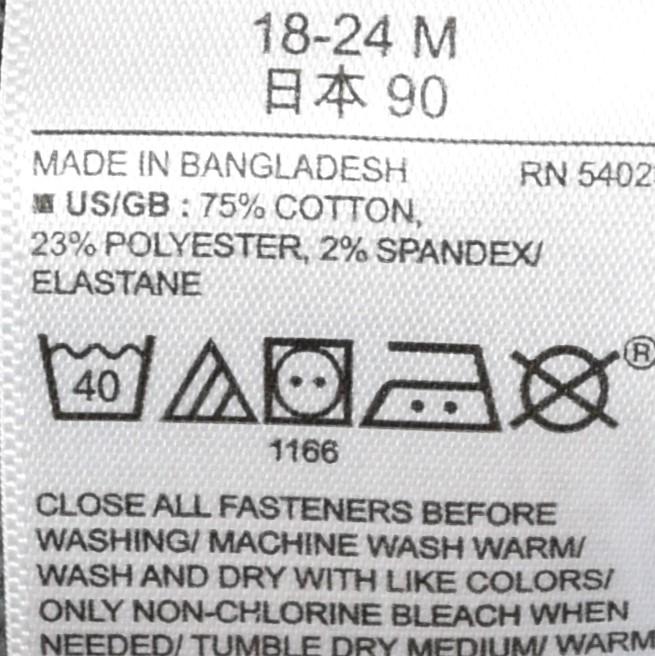 18-24 M
日本 90
MADE IN BANGLADESH RN 5402
US/GB : 75% COTTON,
23% POLYESTER, 2% SPANDEX/
ELASTANE
40
®
1166
CLOSE ALL FASTENERS BEFORE
WASHING/ MACHINE WASH WARM/
WASH AND DRY WITH LIKE COLORS/
ONLY NON-CHLORINE BLEACH WHEN
NEEDED/ TUMBLE DRY MEDIUM/ WARM